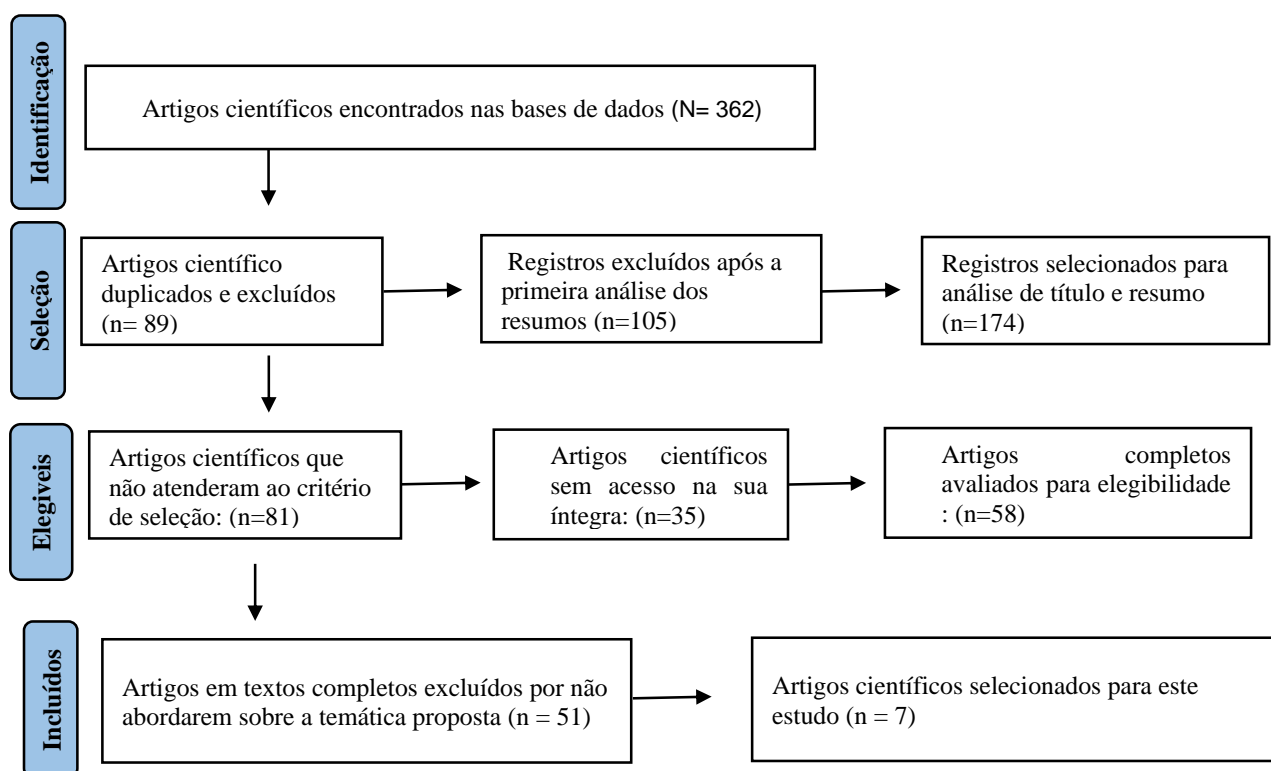 Identificação
Artigos científicos encontrados nas bases de dados (N= 362)
Seleção
Artigos científico
duplicados e excluídos
(n= 89)
Registros excluídos após a
primeira análise dos
resumos (n=105)
Registros selecionados para
análise de título e resumo
(n=174)
Elegiveis
Artigos científicos que
não atenderam ao critério
de seleção: (n=81)
Artigos científicos
sem acesso na sua
íntegra: (n=35)
Artigos completos
avaliados para elegibilidade
: (n=58)
Incluídos
Artigos em textos completos excluídos por não
abordarem sobre a temática proposta (n = 51)
Artigos científicos selecionados para este
estudo (n = 7)